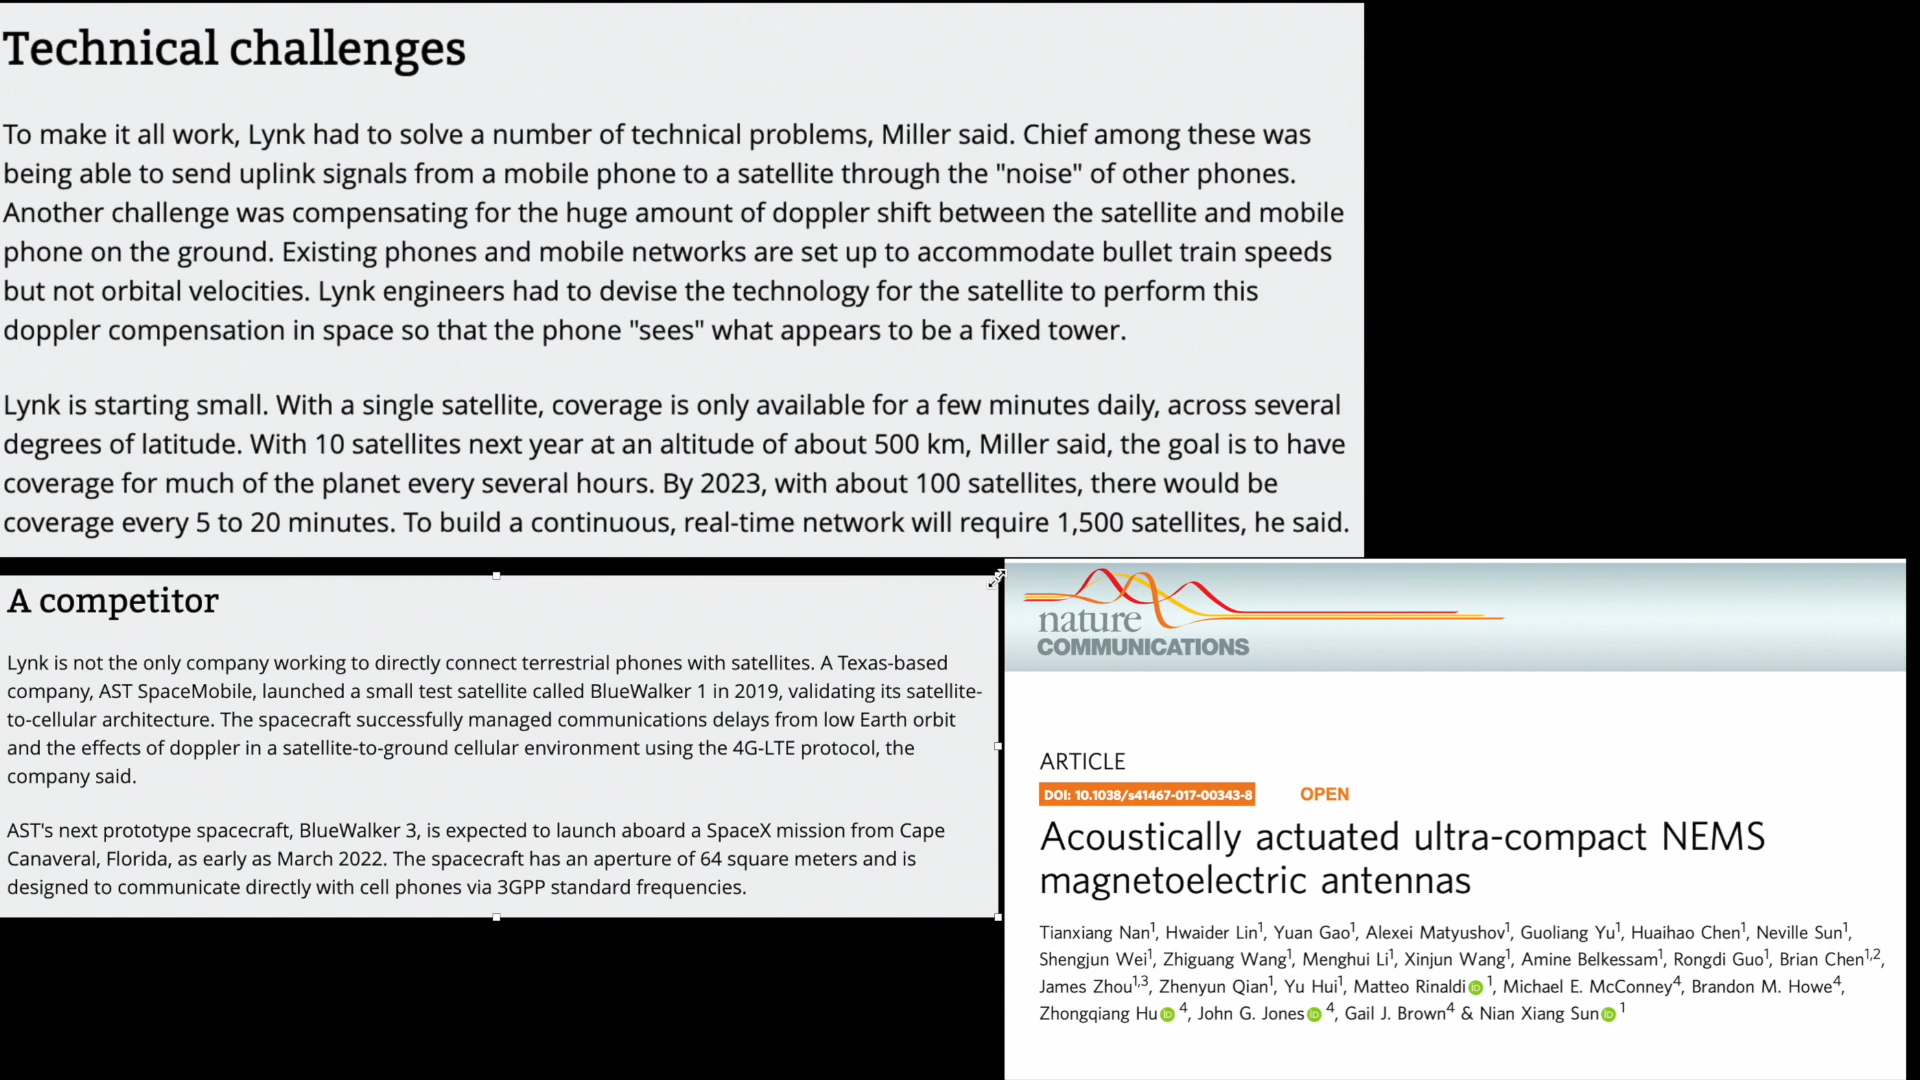 Technical challenges
To make it all work, Lynk had to solve a number of technical problems, Miller said. Chief among these was
being able to send uplink signals from a mobile phone to a satellite through the "noise" of other phones.
Another challenge was compensating for the huge amount of doppler shift between the satellite and mobile
phone on the ground. Existing phones and mobile networks are set up to accommodate bullet train speeds
but not orbital velocities. Lynk engineers had to devise the technology for the satellite to perform this
doppler compensation in space so that the phone "sees" what appears to be a fixed tower.
Lynk is starting small. With a single satellite, coverage is only available for a few minutes daily, across several
degrees of latitude. With 10 satellites next year at an altitude of about 500 km, Miller said, the goal is to have
coverage for much of the planet every several hours. By 2023, with about 100 satellites, there would be
coverage every 5 to 20 minutes. To build a continuous, real-time network will require 1,500 satellites, he said.
A competitor
Lynk is not the only company working to directly connect terrestrial phones with satellites. A Texas-based
company, AST SpaceMobile, launched a small test satellite called BlueWalker 1 in 2019, validating its satellite-
to-cellular architecture. The spacecraft successfully managed communications delays from low Earth orbit
and the effects of doppler in a satellite-to-ground cellular environment using the 4G-LTE protocol, the
company said.
AST's next prototype spacecraft, BlueWalker 3, is expected to launch aboard a SpaceX mission from Cape
Canaveral, Florida, as early as March 2022. The spacecraft has an aperture of 64 square meters and is
designed to communicate directly with cell phones via 3GPP standard frequencies.
nature
COMMUNICATIONS
ARTICLE
DOI: 10.1038/s41467-017-00343-8 OPEN
Acoustically actuated ultra-compact NEMS
magnetoelectric antennas
Tianxiang Nan1, Hwaider Lin1, Yuan Gao1, Alexei Matyushov1, Guoliang Yu1, Huaihao Chen1, Neville Sun1,
Shengjun Wei1, Zhiguang Wang1, Menghui Li1, Xinjun Wang1, Amine Belkessam1, Rongdi Guo1, Brian Chen1,2,
James Zhou1,3, Zhenyun Qian1, Yu Hui1, Matteo Rinaldi iD 1, Michael E. McConney4, Brandon M. Howe4,
Zhongqiang Hu iD 4, John G. Jones iD 4, Gail J. Brown4 & Nian Xiang Sun iD 1